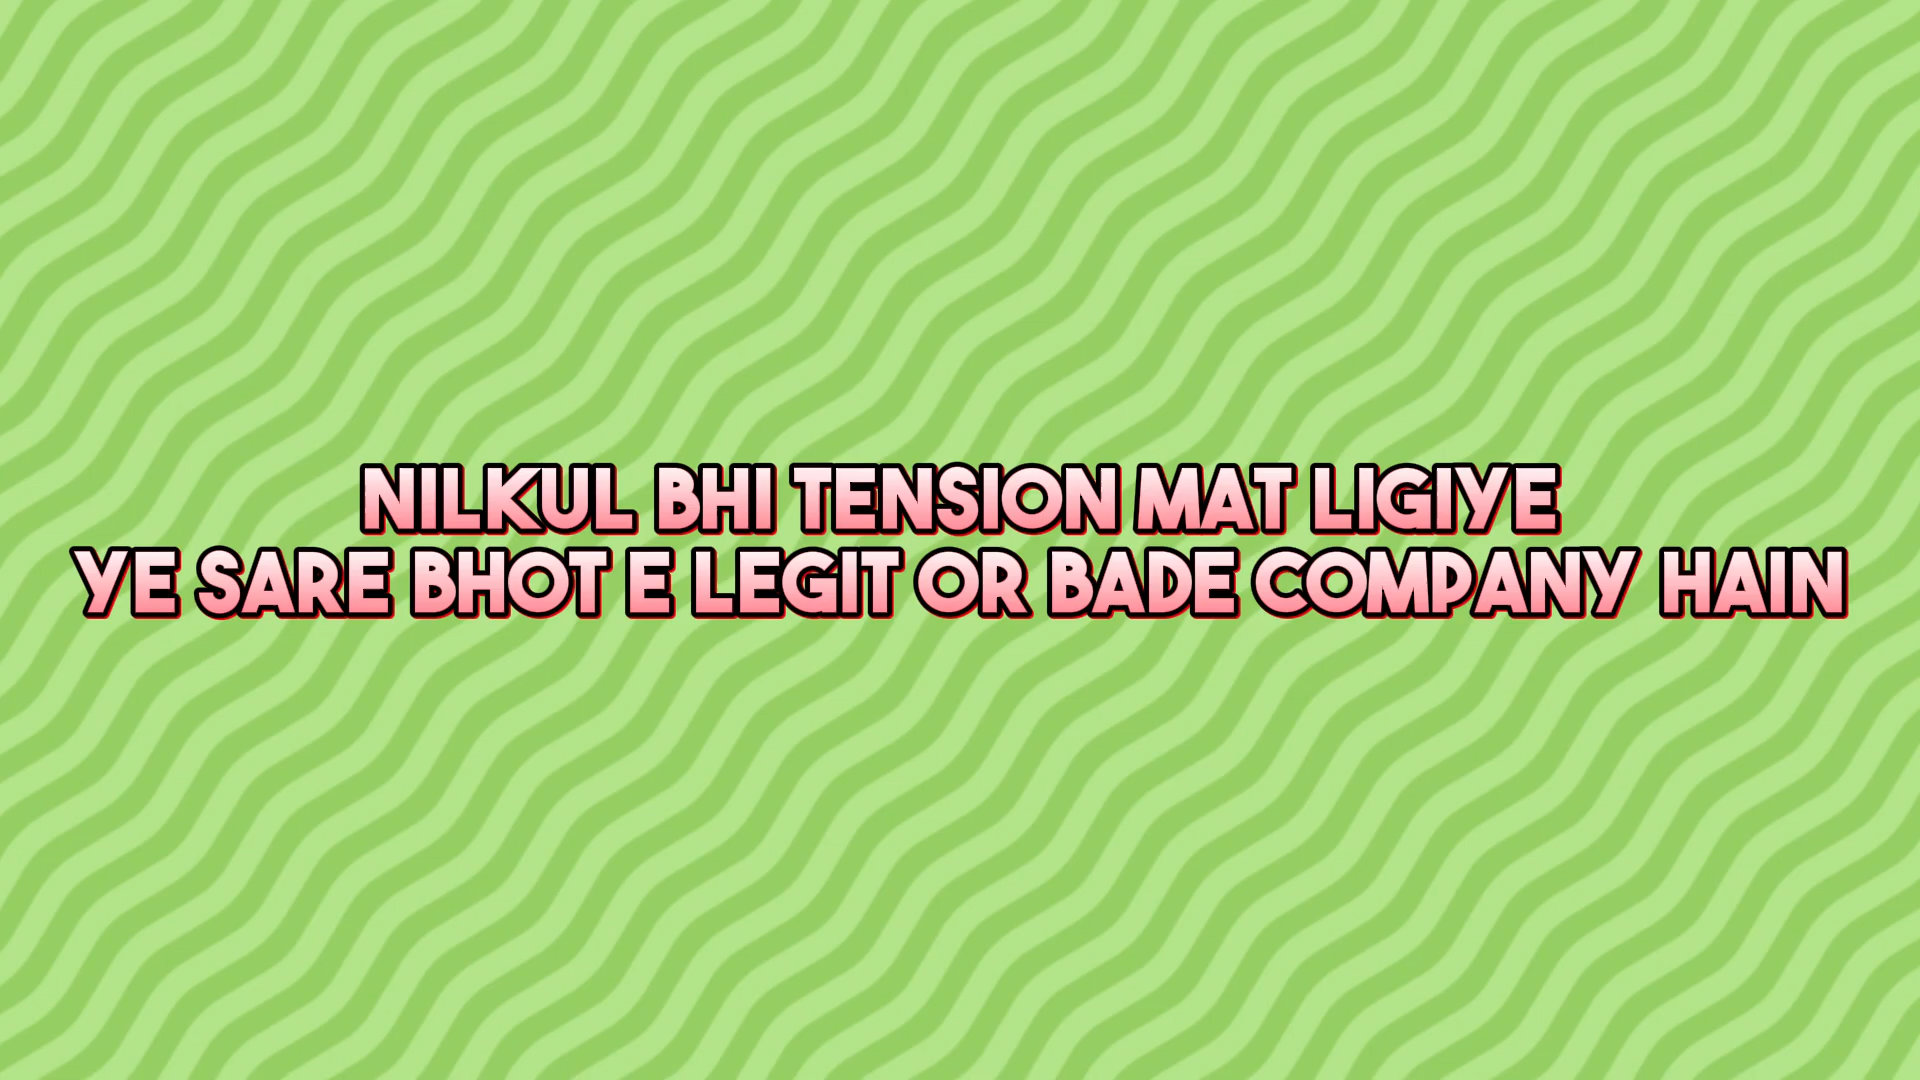 NILKUL BHI TENSION MAT LIGIYE
YE SARE BHOT E LEGIT OR BADE COMPANY HAIN